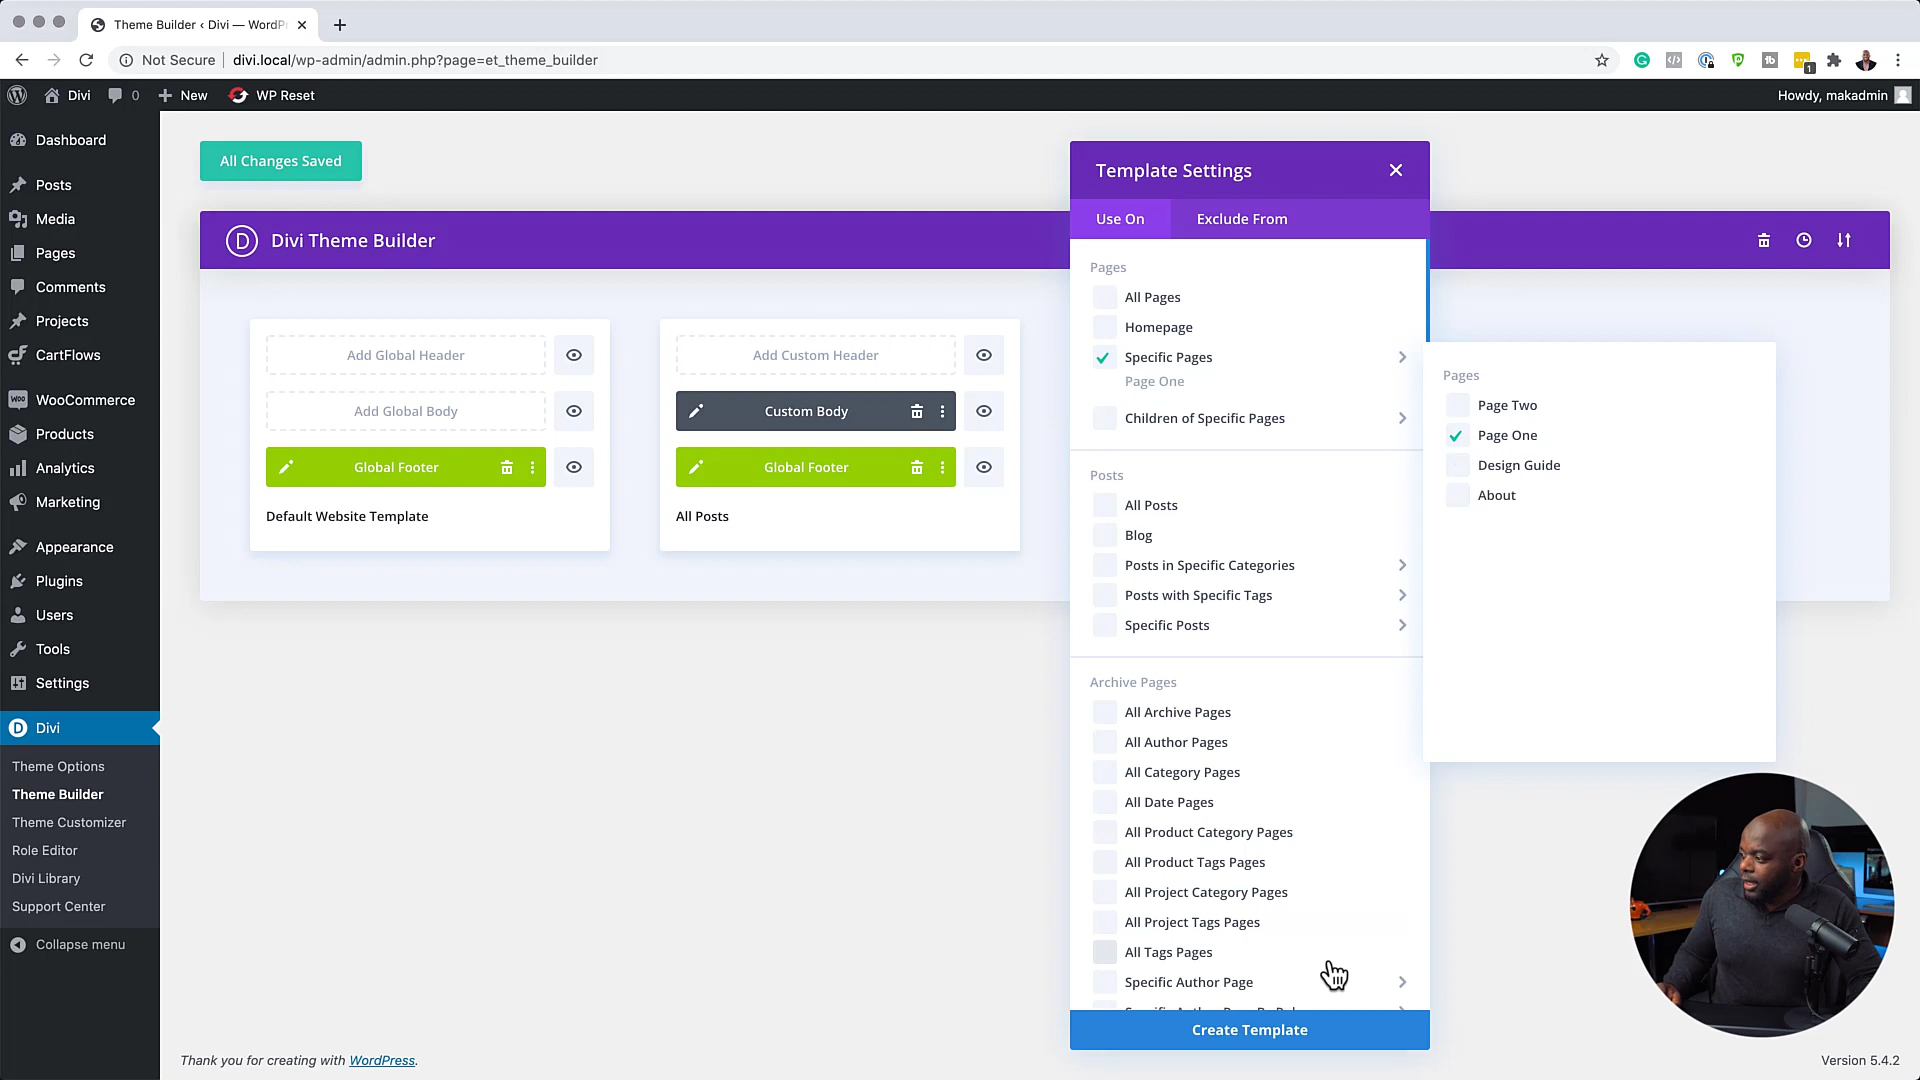 Theme Builder ‹ Divi — WordP
Not Secure
divi.local/wp-admin/admin.php?page=et_theme_builder
1
Divi
0
New
WP Reset
Howdy, makadmin
Dashboard
Posts
Media
Pages
Comments
Projects
CartFlows
WooCommerce
Products
Analytics
Marketing
Appearance
Plugins
Users
Tools
Settings
Divi
Theme Options
Theme Builder
Theme Customizer
Role Editor
Divi Library
Support Center
Collapse menu
All Changes Saved
D
Divi Theme Builder
Add Global Header
Add Global Body
Global Footer
Default Website Template
Add Custom Header
Custom Body
Global Footer
All Posts
Template Settings
Use On
Exclude From
Pages
All Pages
Homepage
Specific Pages
Page One
Children of Specific Pages
Posts
All Posts
Blog
Posts in Specific Categories
Posts with Specific Tags
Specific Posts
Archive Pages
All Archive Pages
All Author Pages
All Category Pages
All Date Pages
All Product Category Pages
All Product Tags Pages
All Project Category Pages
All Project Tags Pages
All Tags Pages
Specific Author Page
Create Template
Pages
Page Two
Page One
Design Guide
About
Thank you for creating with WordPress.
Version 5.4.2